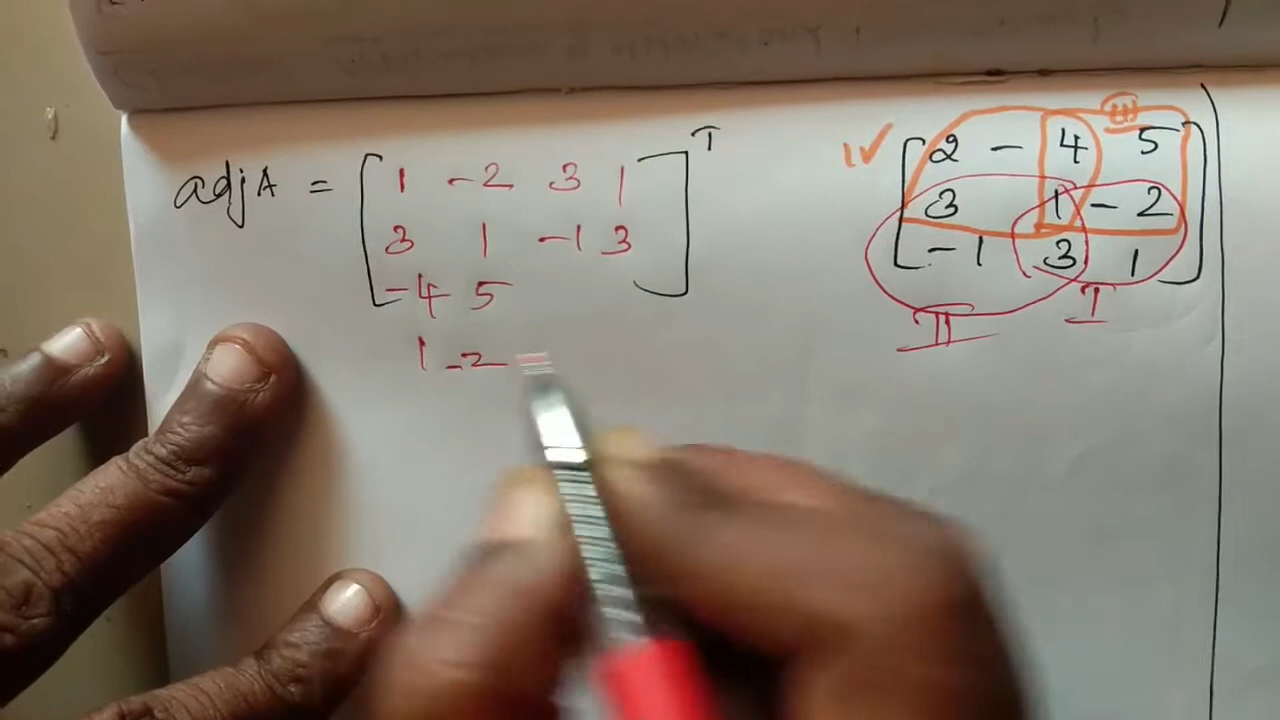 adj A = [1 -2 3 1]ᵀ
3 1 -1 3
-4 5
1 -2
IV III
[2 -4 5]
3 1 -2
-1 3 1
II I